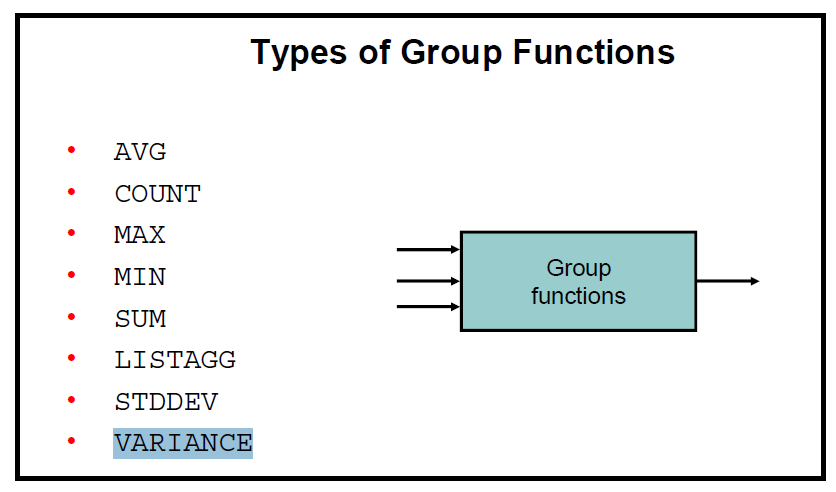 Types of Group Functions
• AVG
• COUNT
• MAX
• MIN
• SUM
• LISTAGG
• STDDEV
• VARIANCE
Group
functions